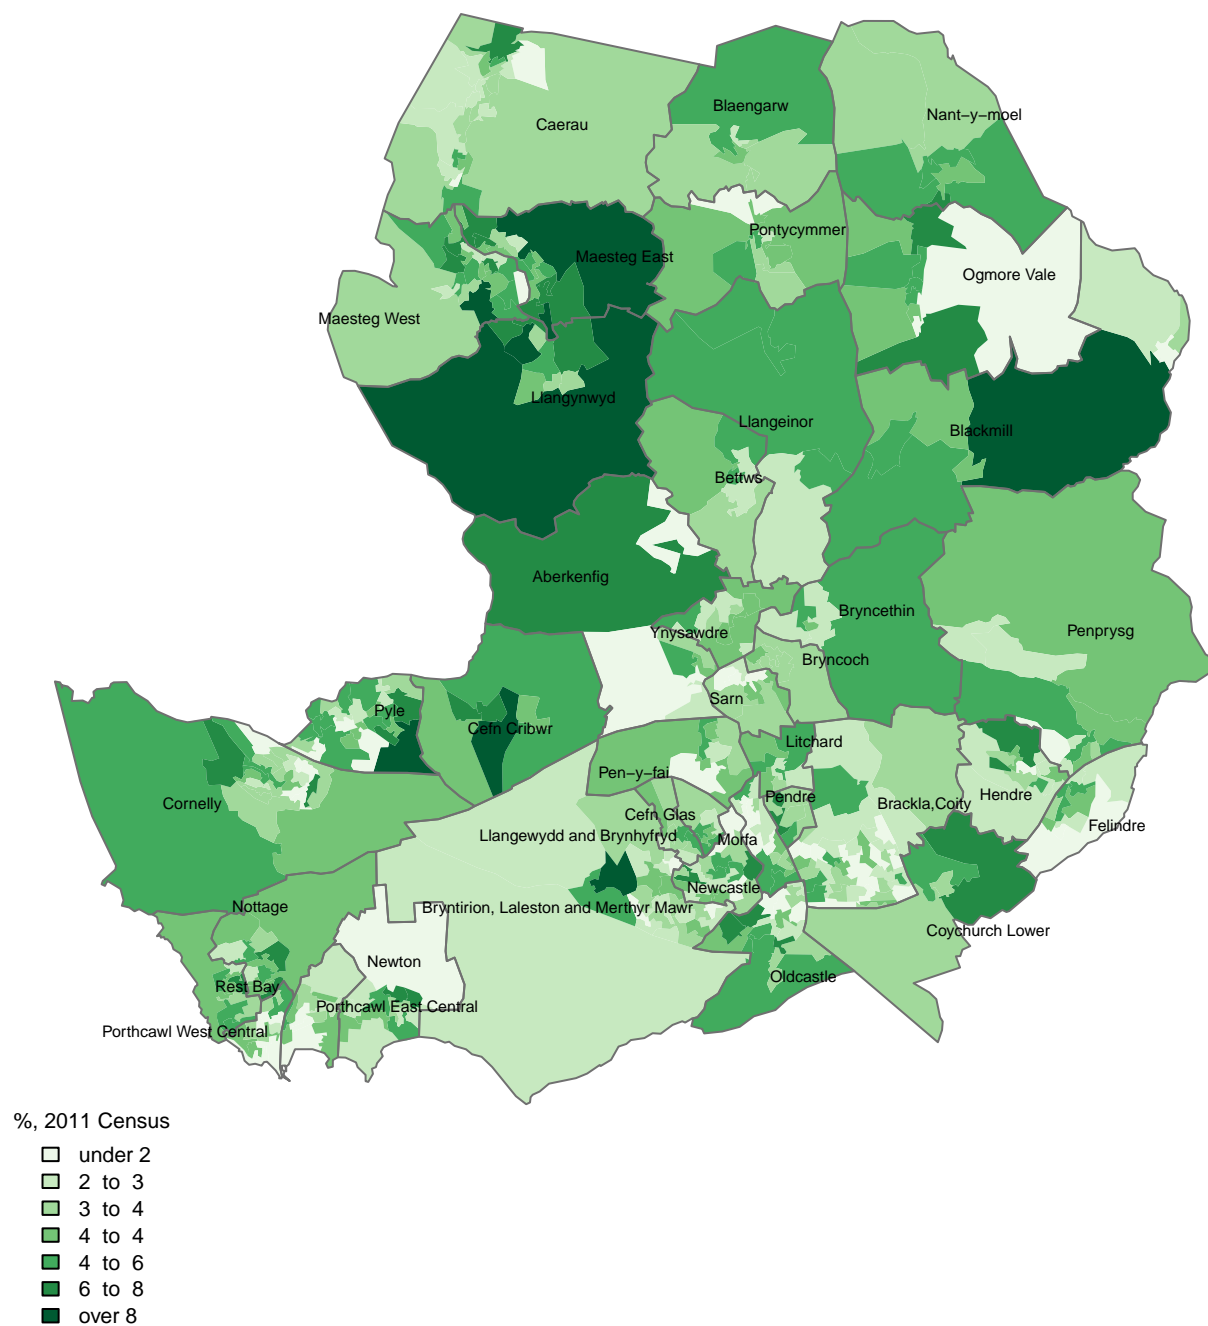 Blaengarw
Nant-y-moel
Caerau
Pontycymmer
Maesteg East
Ogmore Vale
Maesteg West
Llangynwyd
Llangeinor
Blackmill
Bettws
Aberkenfig
Bryncethin
Ynysawdre
Penprysg
Bryncoch
Sarn
Pyle
Cefn Cribwr
Litchard
Pen-y-fai
Pendre
Hendre
Cornelly
Brackla,Coity
Cefn Glas
Felindre
Llangewydd and Brynhyfryd
Morfa
Newcastle
Nottage
Bryntirion, Laleston and Merthyr Mawr
Coychurch Lower
Newton
Oldcastle
Rest Bay
Porthcawl East Central
Porthcawl West Central
%, 2011 Census
under 2
2 to 3
3 to 4
4 to 4
4 to 6
6 to 8
over 8